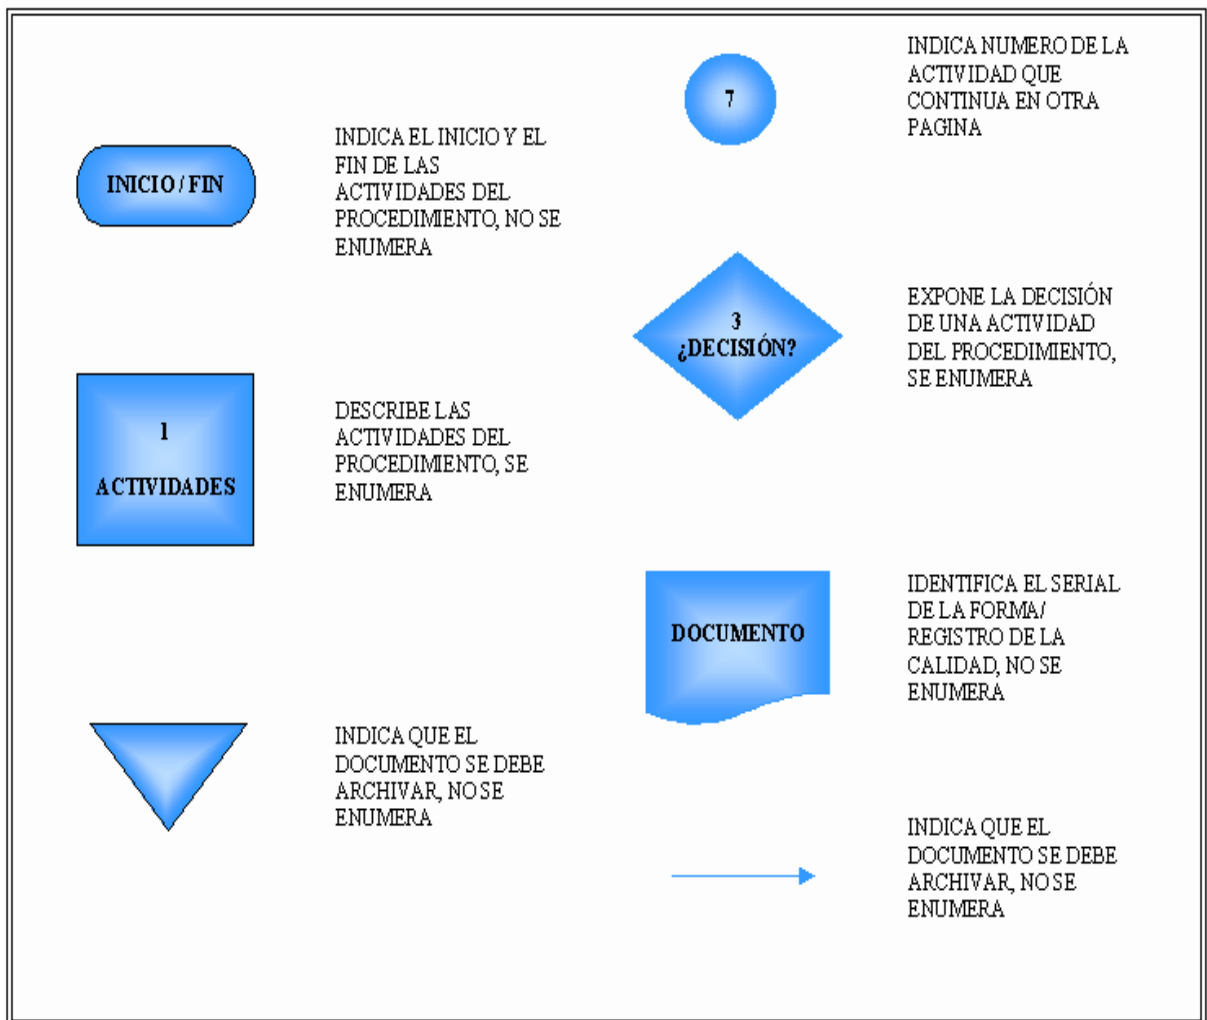 INICIO / FIN
INDICA EL INICIO Y EL
FIN DE LAS
ACTIVIDADES DEL
PROCEDIMIENTO, NO SE
ENUMERA
1
ACTIVIDADES
DESCRIBE LAS
ACTIVIDADES DEL
PROCEDIMIENTO, SE
ENUMERA
INDICA QUE EL
DOCUMENTO SE DEBE
ARCHIVAR, NO SE
ENUMERA
7
INDICA NUMERO DE LA
ACTIVIDAD QUE
CONTINUA EN OTRA
PAGINA
3
¿DECISIÓN?
EXPONE LA DECISIÓN
DE UNA ACTIVIDAD
DEL PROCEDIMIENTO,
SE ENUMERA
DOCUMENTO
IDENTIFICA EL SERIAL
DE LA FORMA/
REGISTRO DE LA
CALIDAD, NO SE
ENUMERA
INDICA QUE EL
DOCUMENTO SE DEBE
ARCHIVAR, NO SE
ENUMERA